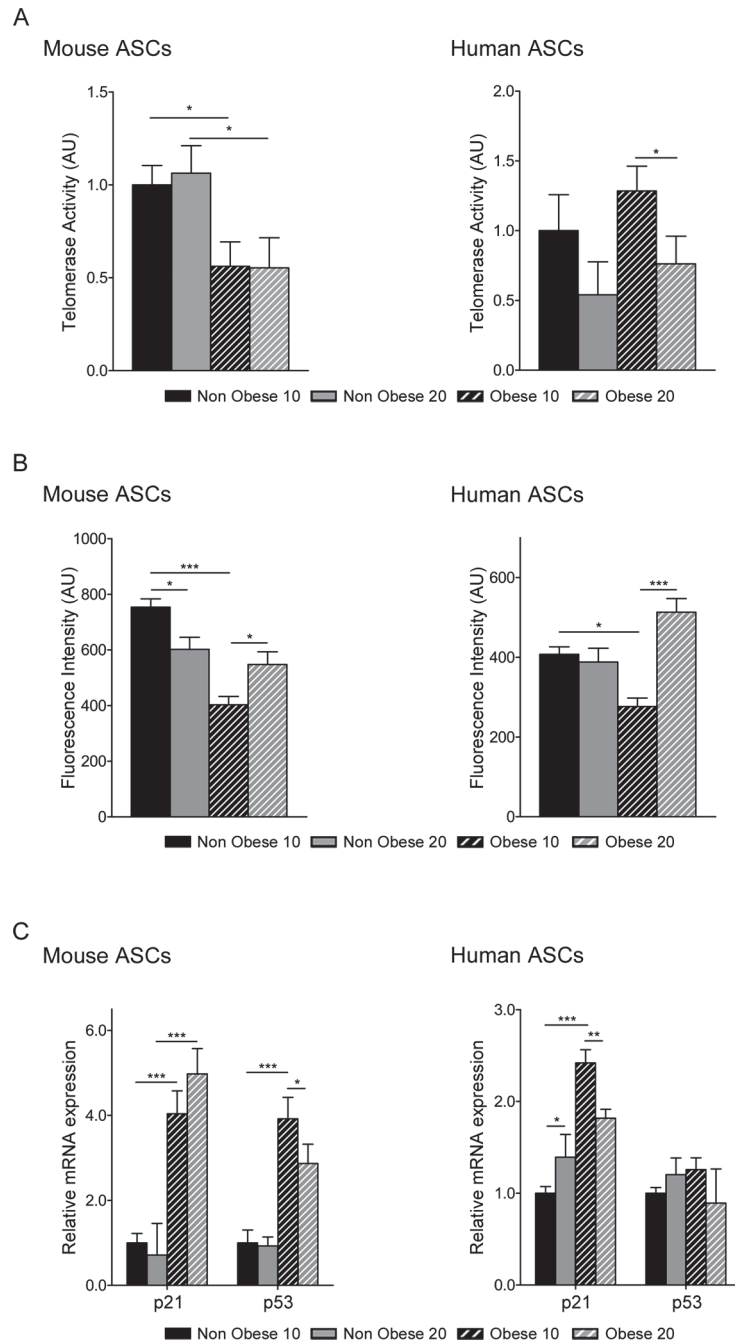 A
Mouse ASCs
Human ASCs
Telomerase Activity (AU)
1.5
1.0
0.5
0.0
*
*
Telomerase Activity (AU)
2.0
1.5
1.0
0.5
0.0
*
Non Obese 10 Non Obese 20 Obese 10 Obese 20
B
Mouse ASCs
Human ASCs
Fluorescence Intensity (AU)
1000
800
600
400
200
0
***
*
*
Fluorescence Intensity (AU)
600
400
200
0
***
*
Non Obese 10 Non Obese 20 Obese 10 Obese 20
C
Mouse ASCs
Human ASCs
Relative mRNA expression
6.0
4.0
2.0
0.0
***
***
***
*
p21 p53
Relative mRNA expression
3.0
2.0
1.0
0.0
***
**
*
p21 p53
Non Obese 10 Non Obese 20 Obese 10 Obese 20